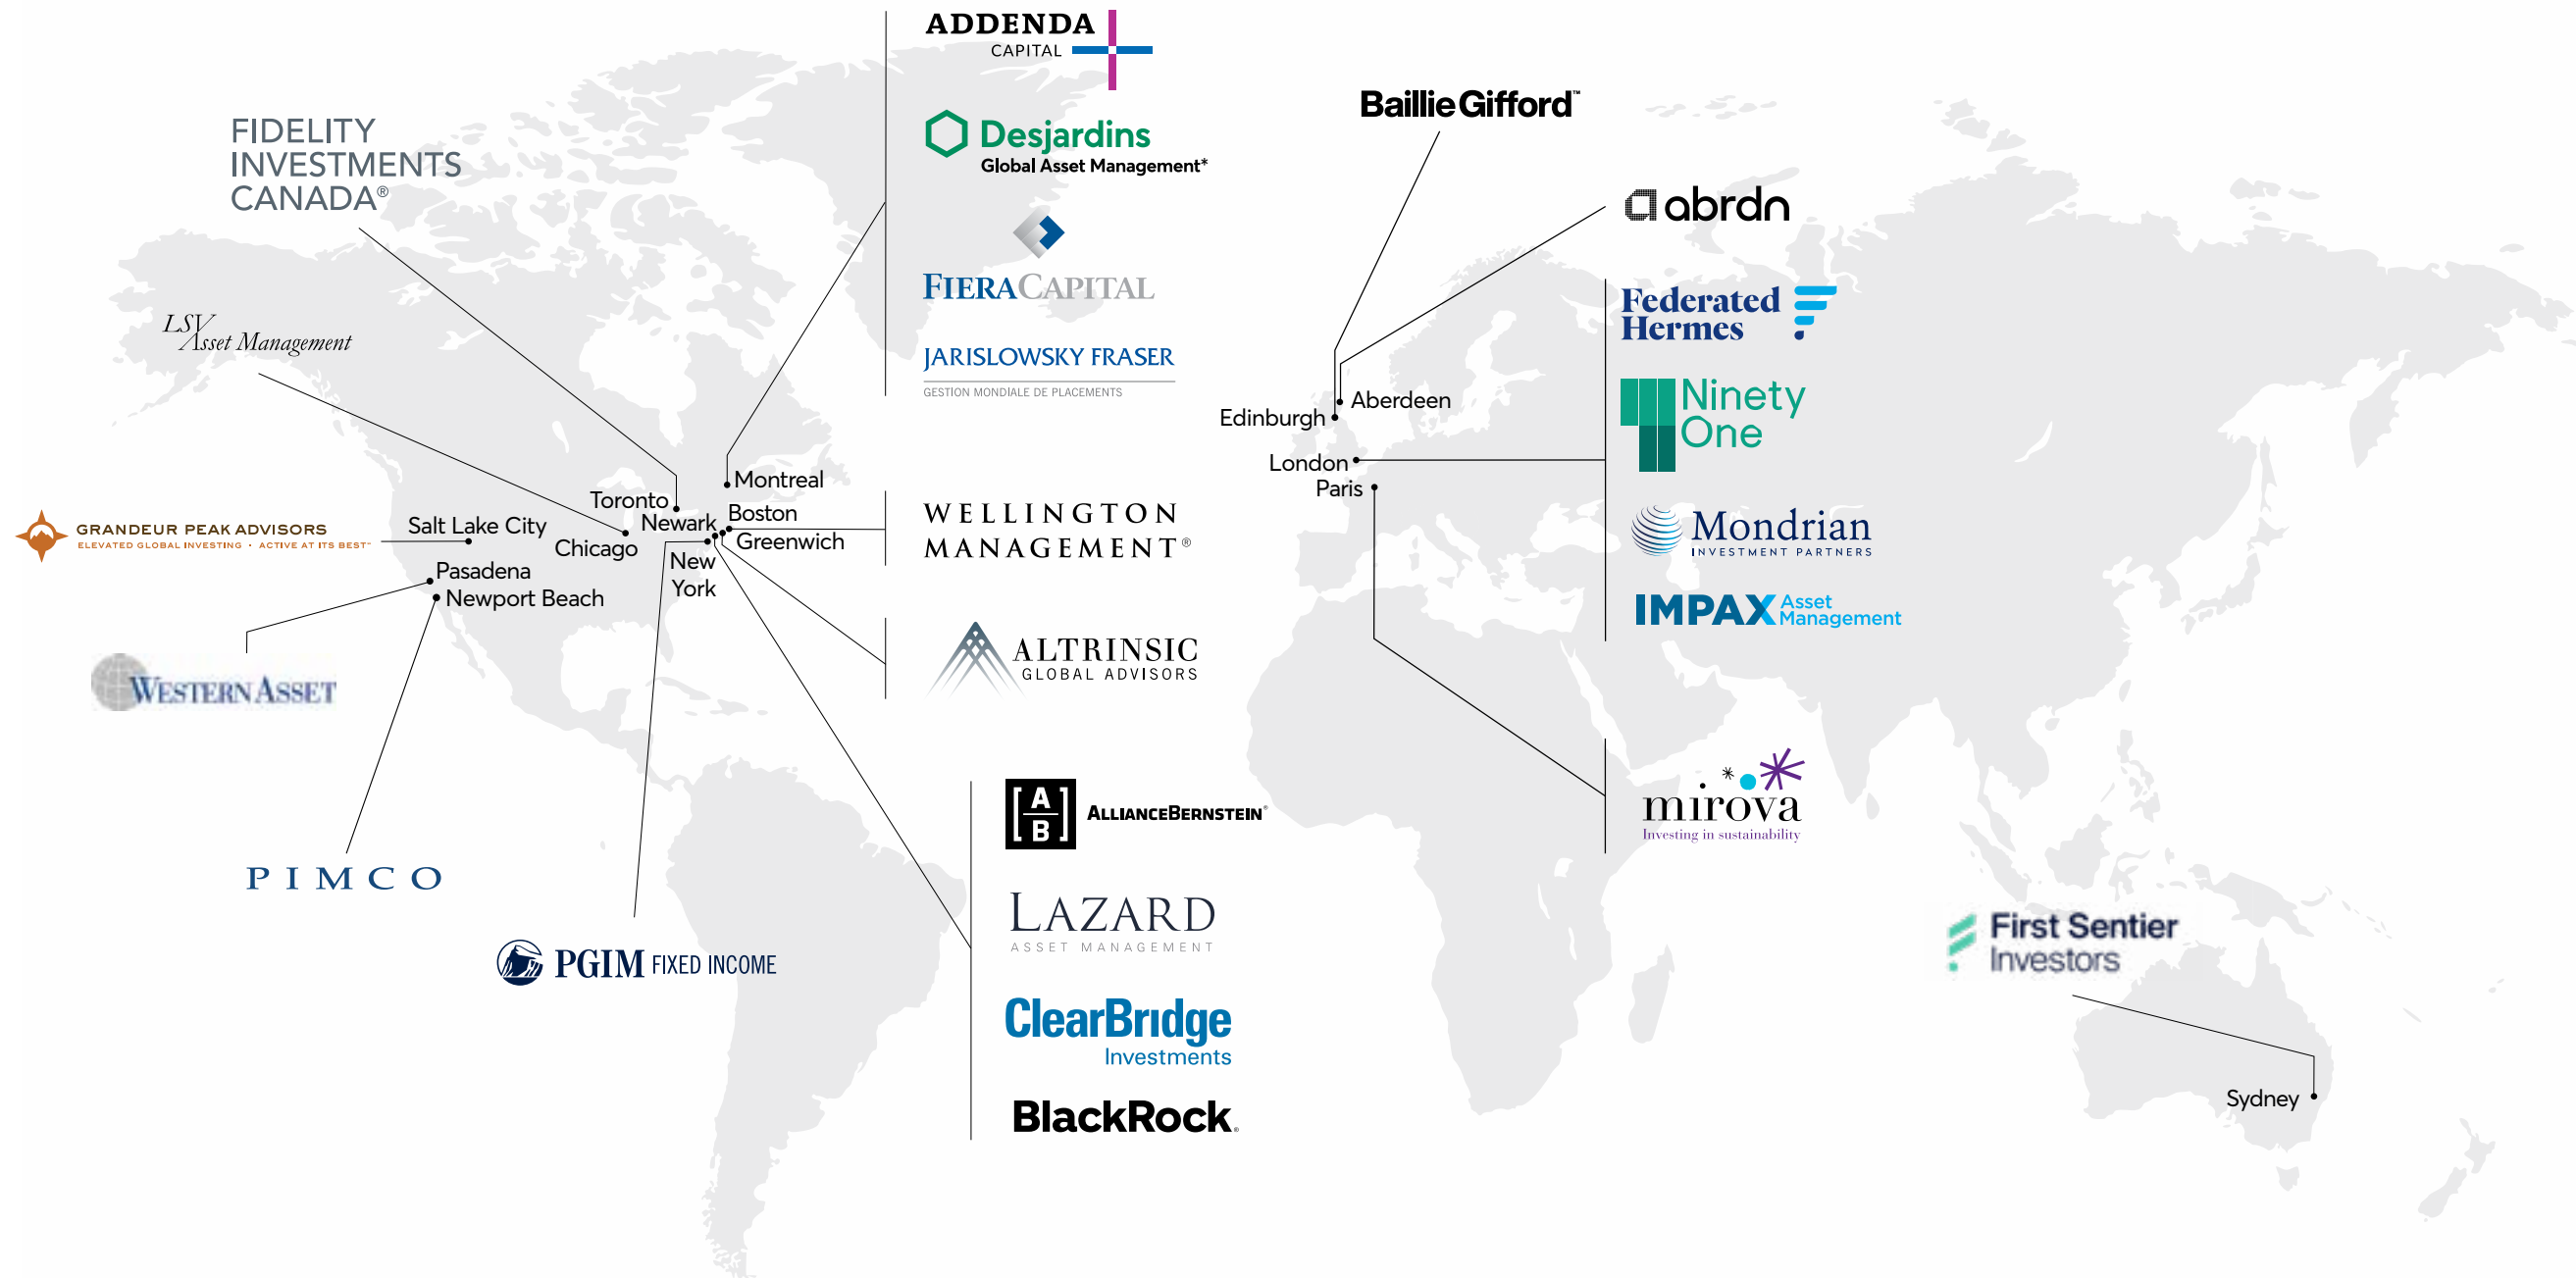 ADDENDA
CAPITAL
Desjardins
Global Asset Management*
FIERACAPITAL
JARISLOWSKY FRASER
GESTION MONDIALE DE PLACEMENTS
FIDELITY
INVESTMENTS
CANADA®
LSV
Asset Management
GRANDEUR PEAK ADVISORS
ELEVATED GLOBAL INVESTING • ACTIVE AT ITS BEST™
Salt Lake City
Pasadena
Newport Beach
Chicago
Toronto
Newark
New
York
Montreal
Boston
Greenwich
WESTERN ASSET
PIMCO
PGIM FIXED INCOME
WELLINGTON
MANAGEMENT®
ALTRINSIC
GLOBAL ADVISORS
A
B
ALLIANCEBERNSTEIN®
LAZARD
ASSET MANAGEMENT
ClearBridge
Investments
BlackRock®
Baillie Gifford™
abrdn
Aberdeen
Edinburgh
London
Paris
Federated
Hermes
Ninety
One
Mondrian
INVESTMENT PARTNERS
IMPAX Asset
Management
mirova
Investing in sustainability
First Sentier
Investors
Sydney